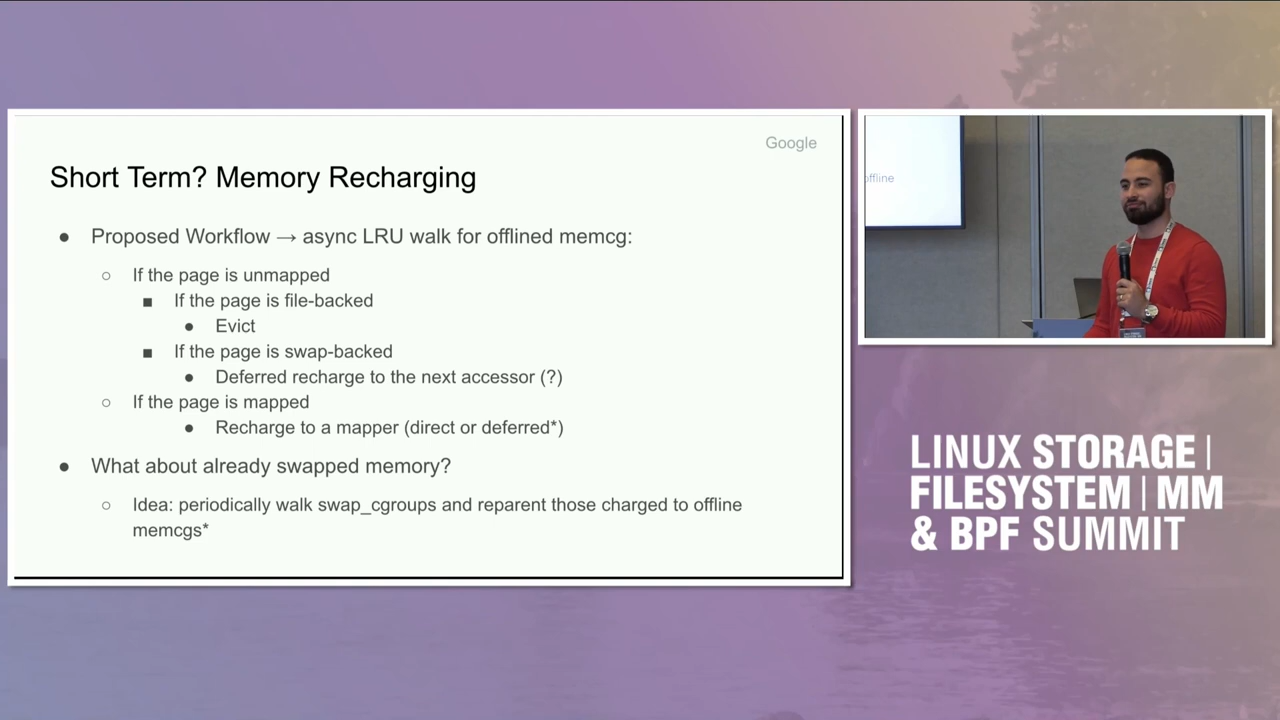 Google
Short Term? Memory Recharging
● Proposed Workflow → async LRU walk for offlined memcg:
○ If the page is unmapped
■ If the page is file-backed
● Evict
■ If the page is swap-backed
● Deferred recharge to the next accessor (?)
○ If the page is mapped
● Recharge to a mapper (direct or deferred*)
● What about already swapped memory?
○ Idea: periodically walk swap_cgroups and reparent those charged to offline
memcgs*
offline
LINUX STORAGE |
FILESYSTEM | MM
& BPF SUMMIT